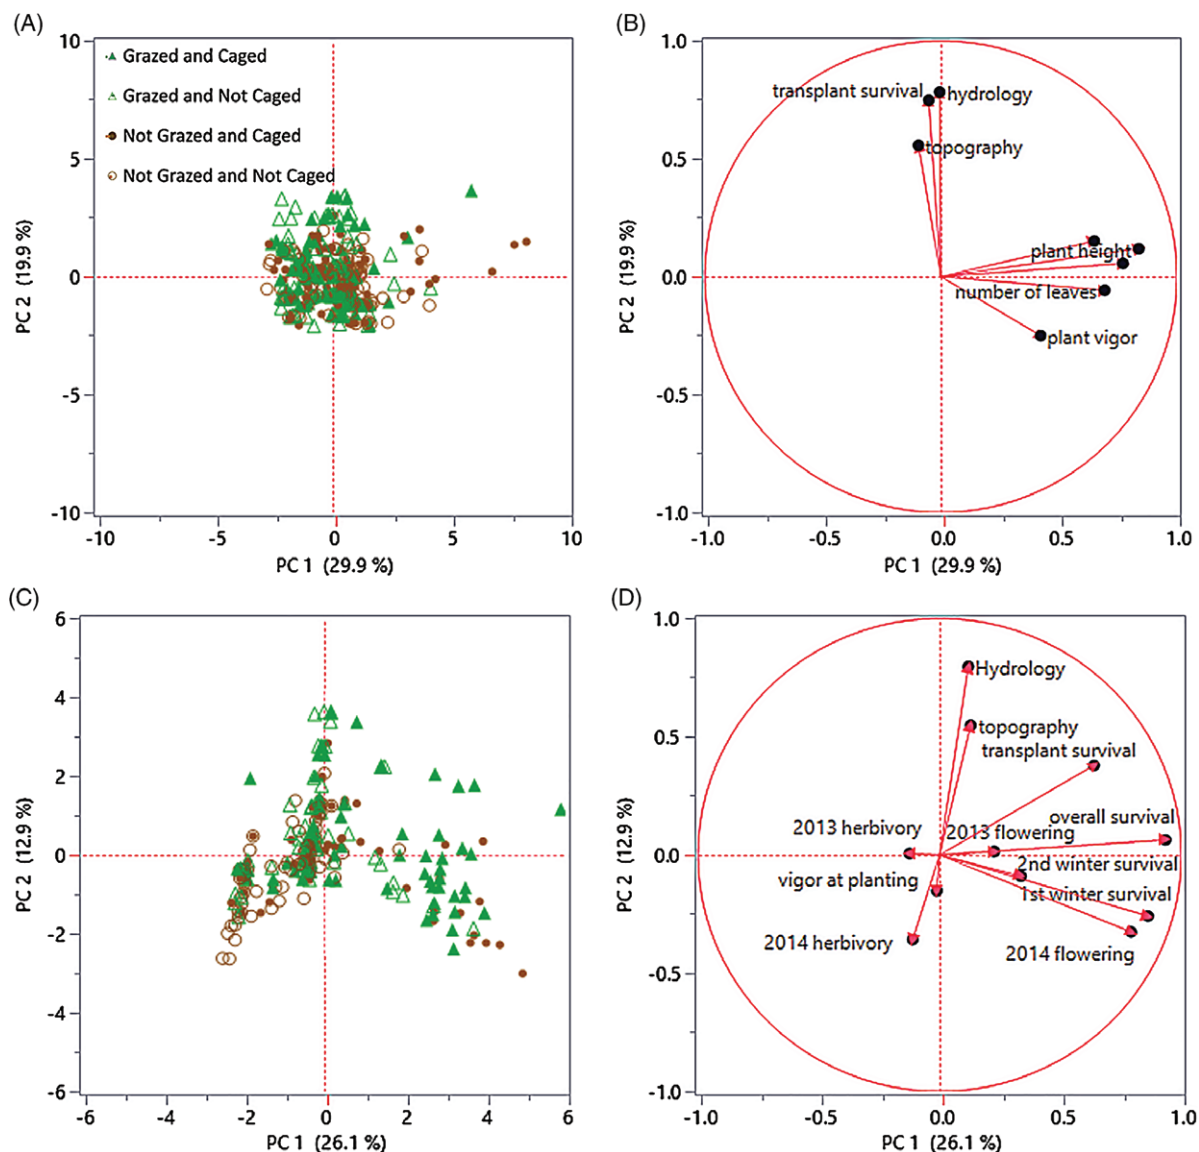 (A)
10
5
0
-5
-10
-10
-5
0
5
10
PC 2 (19.9 %)
PC 1 (29.9 %)
Grazed and Caged
Grazed and Not Caged
Not Grazed and Caged
Not Grazed and Not Caged
(B)
1.0
0.5
0.0
-0.5
-1.0
-1.0
-0.5
0.0
0.5
1.0
PC 2 (19.9 %)
PC 1 (29.9 %)
transplant survival
hydrology
topography
plant height
number of leaves
plant vigor
(C)
6
4
2
0
-2
-4
-6
-6
-4
-2
0
2
4
6
PC 2 (12.9 %)
PC 1 (26.1 %)
(D)
1.0
0.5
0.0
-0.5
-1.0
-1.0
-0.5
0.0
0.5
1.0
PC 2 (12.9 %)
PC 1 (26.1 %)
Hydrology
topography
transplant survival
overall survival
2013 herbivory
2013 flowering
2nd winter survival
vigor at planting
1st winter survival
2014 herbivory
2014 flowering